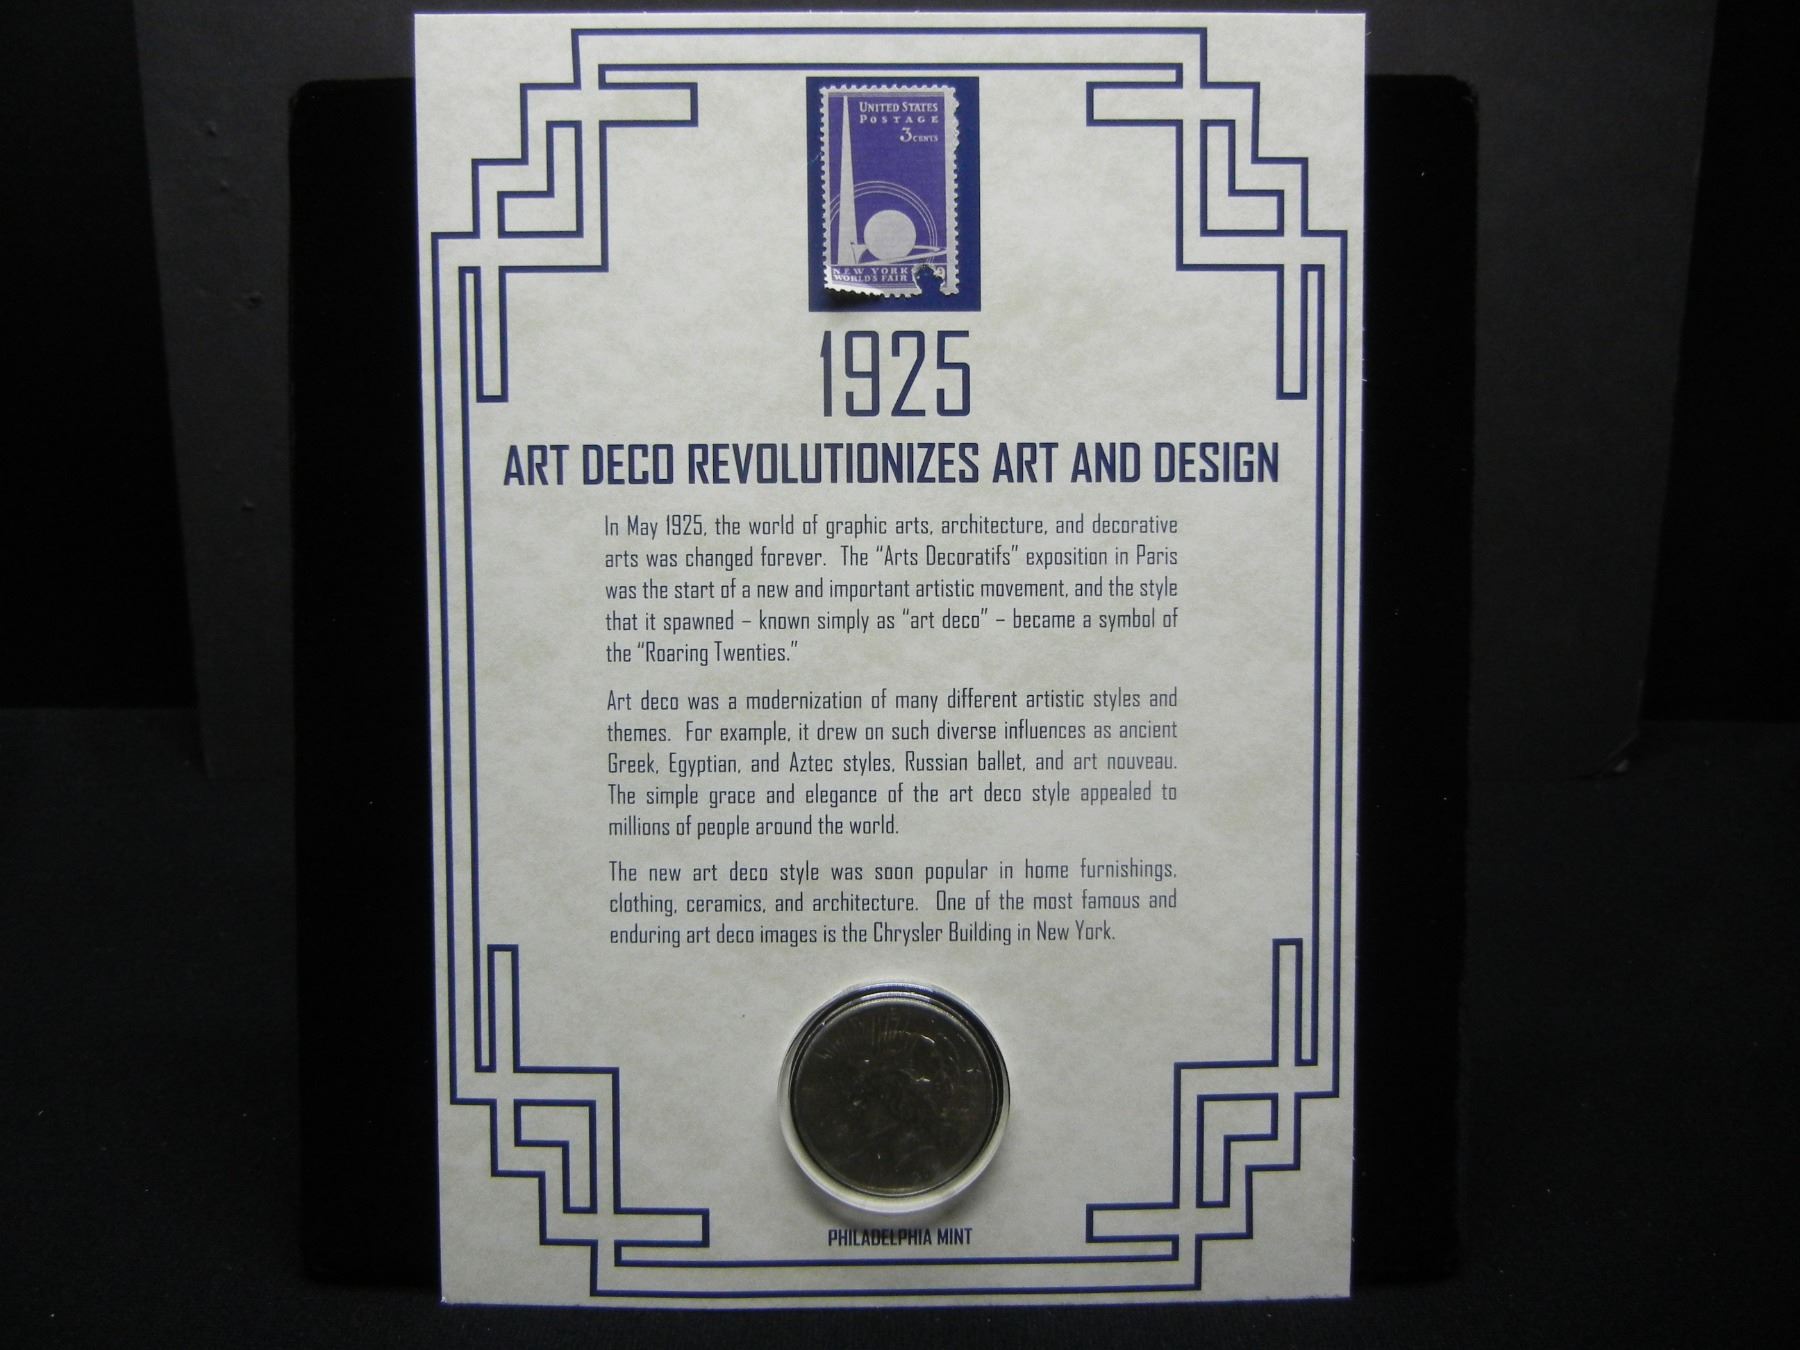 UNITED STATES
POSTAGE
3 CENTS
NEW YORK
WORLD'S FAIR
1925
ART DECO REVOLUTIONIZES ART AND DESIGN
In May 1925, the world of graphic arts, architecture, and decorative
arts was changed forever. The “Arts Decoratifs” exposition in Paris
was the start of a new and important artistic movement, and the style
that it spawned – known simply as “art deco” – became a symbol of
the “Roaring Twenties.”
Art deco was a modernization of many different artistic styles and
themes. For example, it drew on such diverse influences as ancient
Greek, Egyptian, and Aztec styles, Russian ballet, and art nouveau.
The simple grace and elegance of the art deco style appealed to
millions of people around the world.
The new art deco style was soon popular in home furnishings,
clothing, ceramics, and architecture. One of the most famous and
enduring art deco images is the Chrysler Building in New York.
PHILADELPHIA MINT